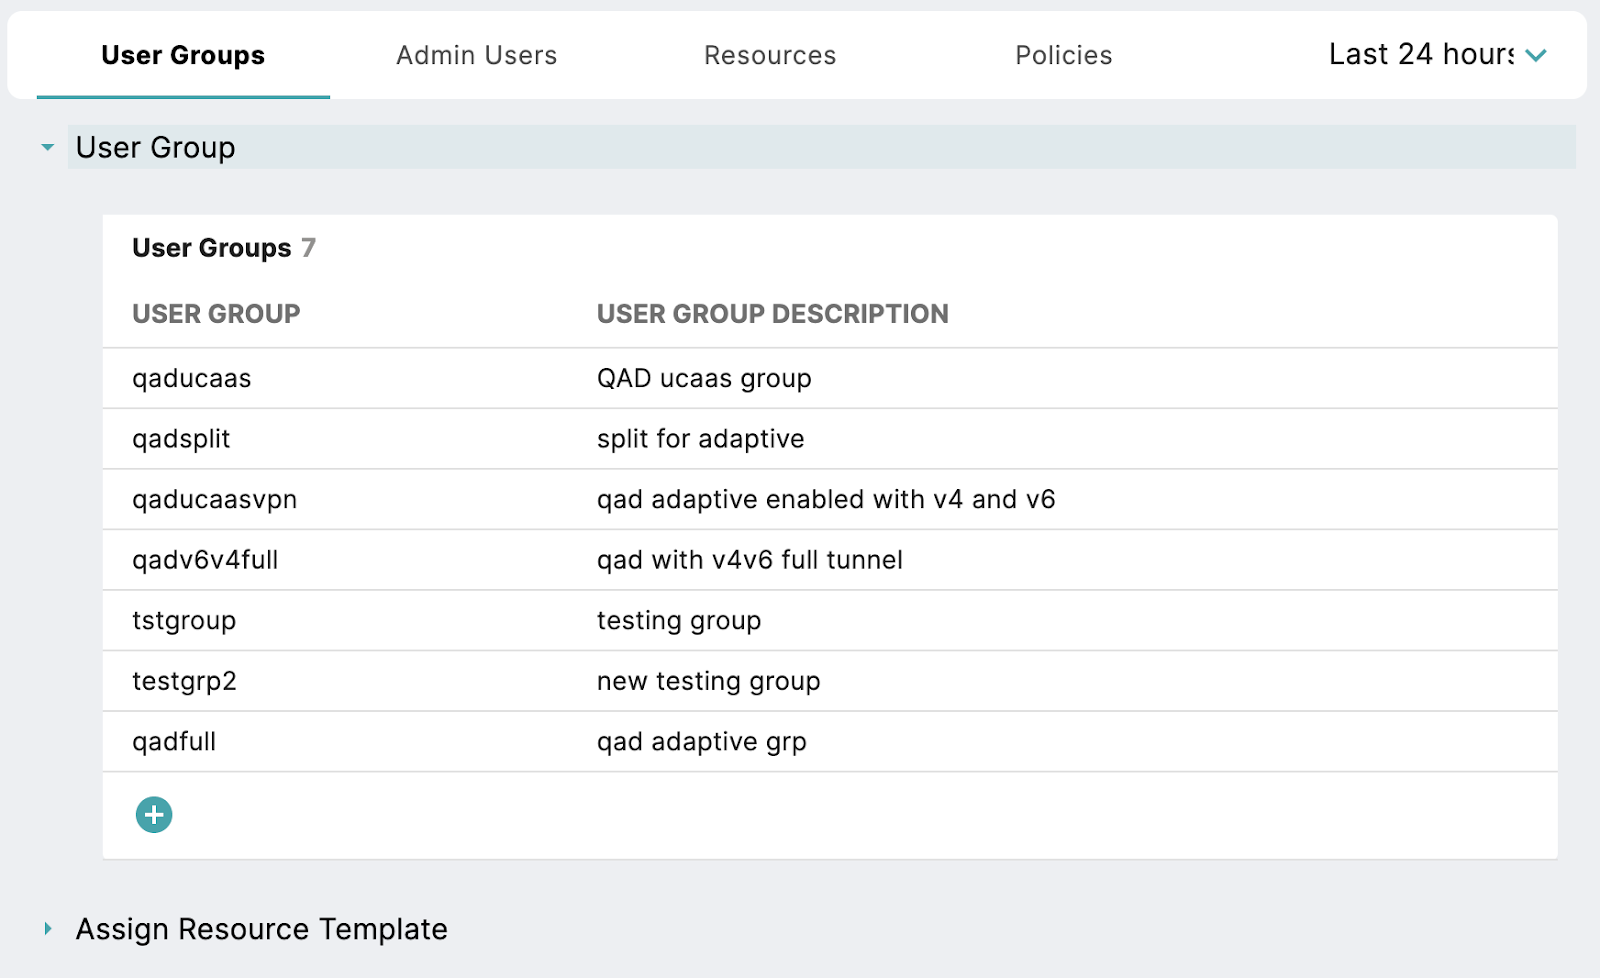 User Groups Admin Users Resources Policies Last 24 hours
User Group
User Groups 7
USER GROUP USER GROUP DESCRIPTION
qaducaas QAD ucaas group
qadsplit split for adaptive
qaducaasvpn qad adaptive enabled with v4 and v6
qadv6v4full qad with v4v6 full tunnel
tstgroup testing group
testgrp2 new testing group
qadfull qad adaptive grp
Assign Resource Template